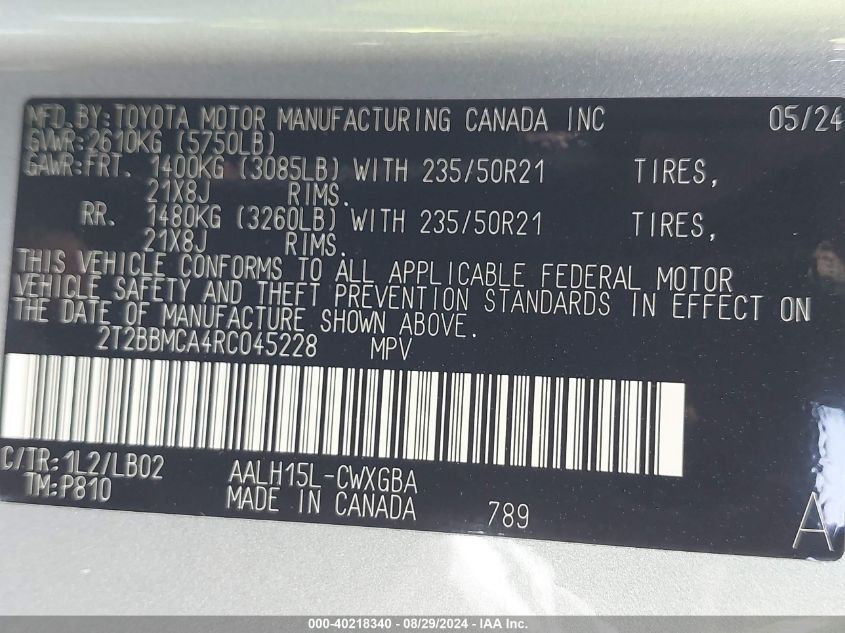 MFD.BY:TOYOTA MOTOR MANUFACTURING CANADA INC 05/24
GVWR:2610KG (5750LB)
GAWR:FRT. 1400KG (3085LB) WITH 235/50R21 TIRES,
21X8J RIMS.
RR. 1480KG (3260LB) WITH 235/50R21 TIRES,
21X8J RIMS.
THIS VEHICLE CONFORMS TO ALL APPLICABLE FEDERAL MOTOR
VEHICLE SAFETY AND THEFT PREVENTION STANDARDS IN EFFECT ON
THE DATE OF MANUFACTURE SHOWN ABOVE.
2T2BBMCA4RC045228 MPV
C/TR:1L2/LB02 AALH15L-CWXGBA
TM:P810 MADE IN CANADA 789
A
000-40218340 - 08/29/2024 - IAA Inc.